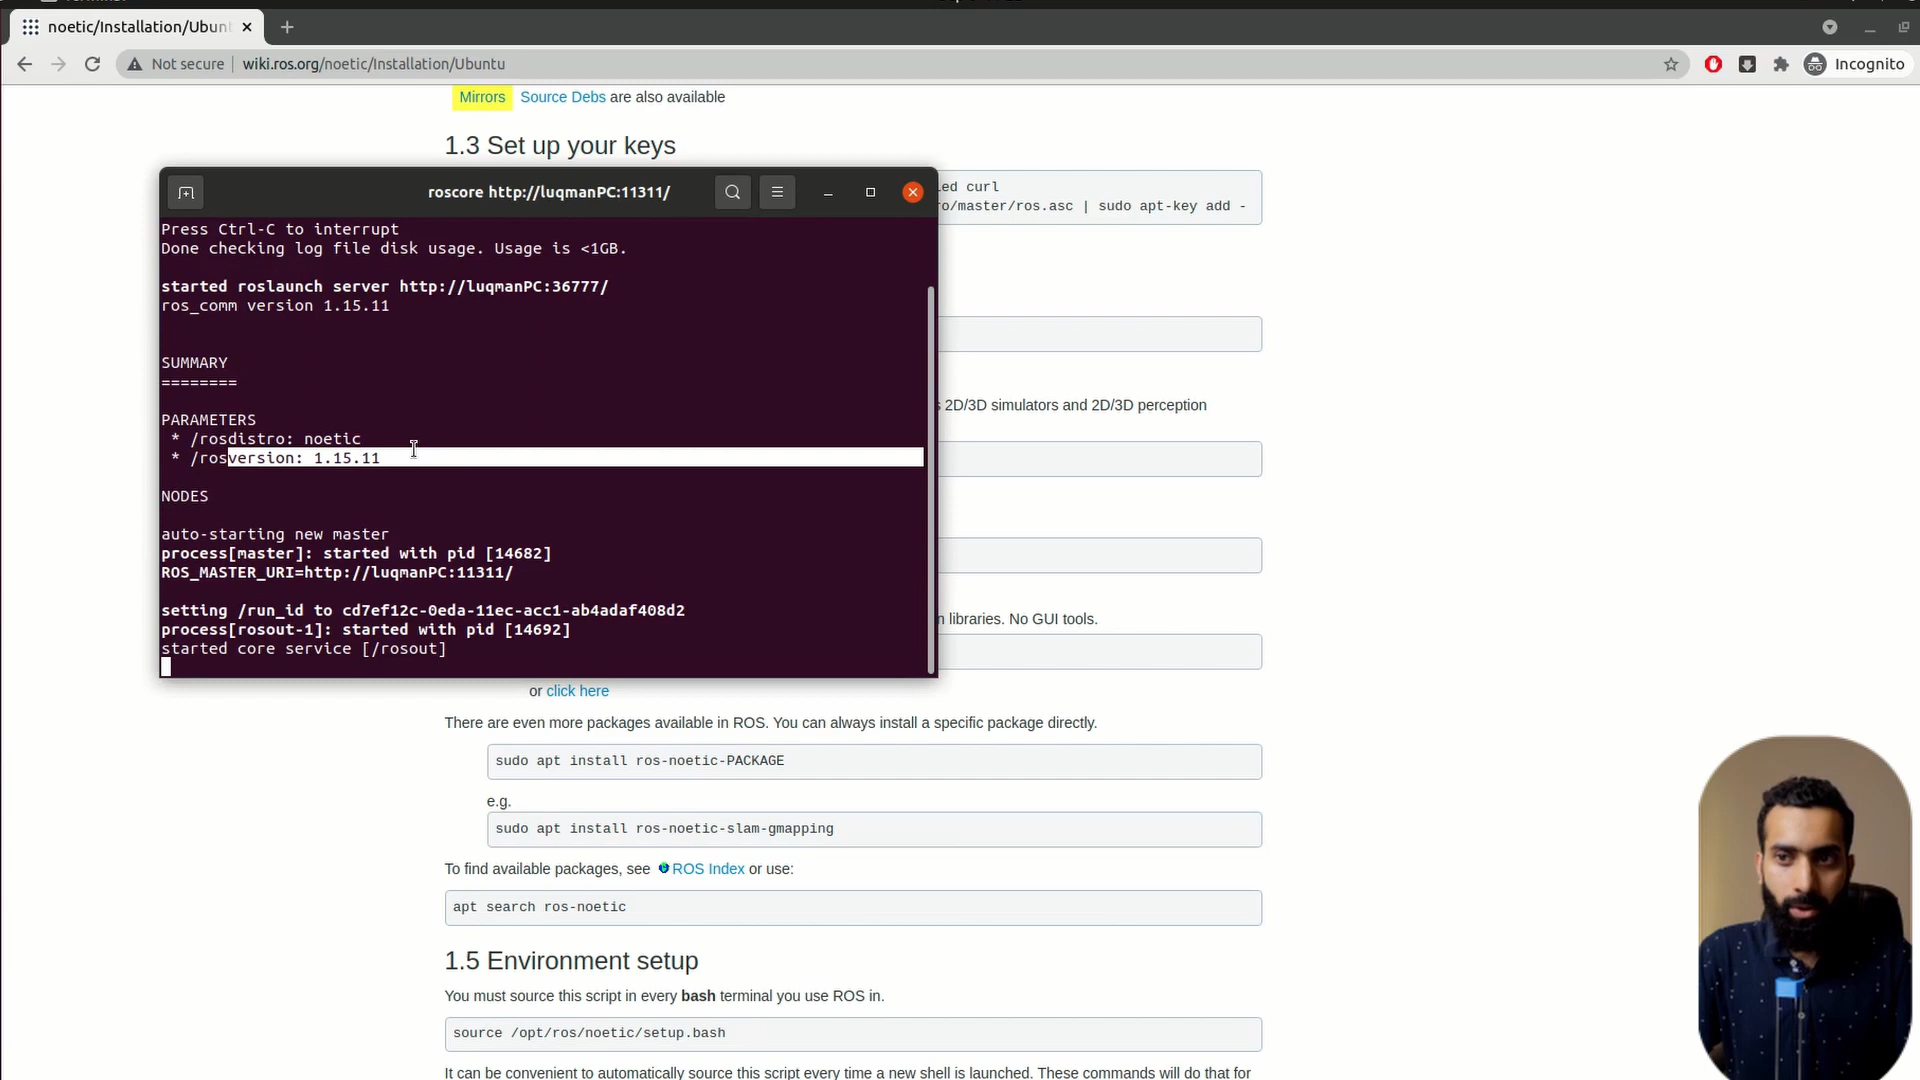 noetic/Installation/Ubunt
Not secure
wiki.ros.org/noetic/Installation/Ubuntu
Incognito
Mirrors Source Debs are also available
1.3 Set up your keys
led curl
ro/master/ros.asc | sudo apt-key add -
roscore http://luqmanPC:11311/
Press Ctrl-C to interrupt
Done checking log file disk usage. Usage is <1GB.
started roslaunch server http://luqmanPC:36777/
ros_comm version 1.15.11
SUMMARY
========
PARAMETERS
* /rosdistro: noetic
* /rosversion: 1.15.11
NODES
auto-starting new master
process[master]: started with pid [14682]
ROS_MASTER_URI=http://luqmanPC:11311/
setting /run_id to cd7ef12c-0eda-11ec-acc1-ab4adaf408d2
process[rosout-1]: started with pid [14692]
started core service [/rosout]
2D/3D simulators and 2D/3D perception
n libraries. No GUI tools.
or click here
There are even more packages available in ROS. You can always install a specific package directly.
sudo apt install ros-noetic-PACKAGE
e.g.
sudo apt install ros-noetic-slam-gmapping
To find available packages, see ROS Index or use:
apt search ros-noetic
1.5 Environment setup
You must source this script in every bash terminal you use ROS in.
source /opt/ros/noetic/setup.bash
It can be convenient to automatically source this script every time a new shell is launched. These commands will do that for